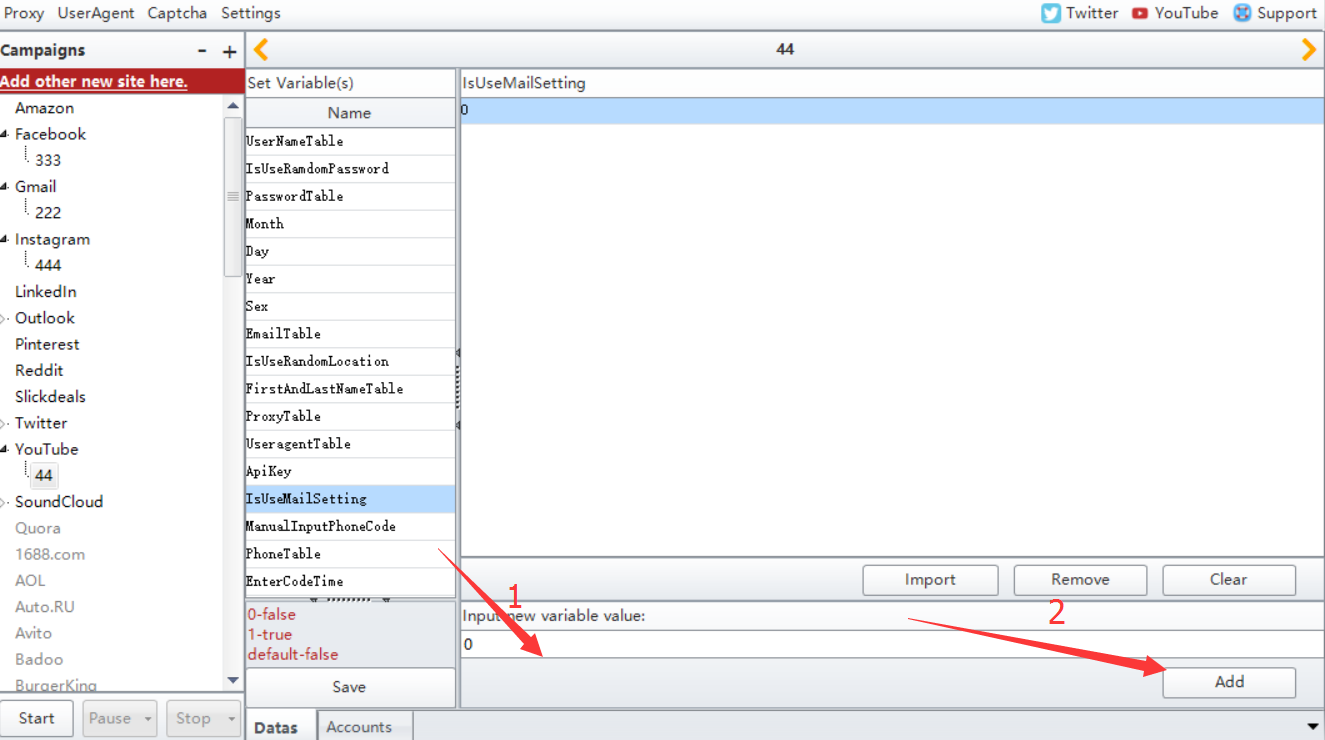 Proxy UserAgent Captcha Settings
Twitter YouTube Support
Campaigns - +
44
Add other new site here.
Amazon
Facebook
333
Gmail
222
Instagram
444
LinkedIn
Outlook
Pinterest
Reddit
Slickdeals
Twitter
YouTube
44
SoundCloud
Quora
1688.com
AOL
Auto.RU
Avito
Badoo
BurgerKing
Start Pause Stop
Set Variable(s)
Name
UserNameTable
IsUseRamdomPassword
PasswordTable
Month
Day
Year
Sex
EmailTable
IsUseRandomLocation
FirstAndLastNameTable
ProxyTable
UseragentTable
ApiKey
IsUseMailSetting
ManualInputPhoneCode
PhoneTable
EnterCodeTime
0-false
1-true
default-false
Save
IsUseMailSetting
0
Import Remove Clear
1
2
Input new variable value:
0
Add
Datas Accounts